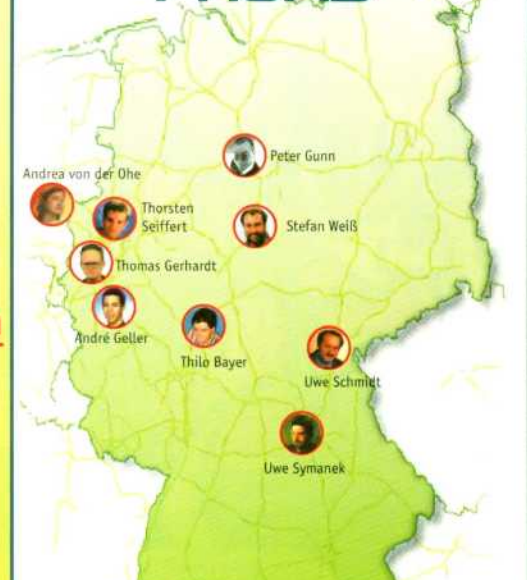 Peter Gunn
Andrea von der Ohe
Thorsten
Seiffert
Stefan Weiß
Thomas Gerhardt
André Geller
Thilo Bayer
Uwe Schmidt
Uwe Symanek